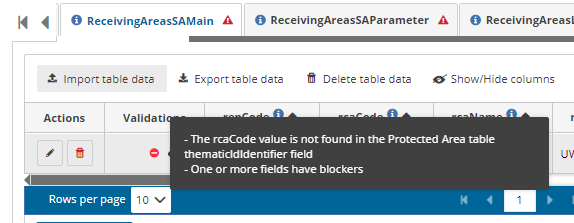 ReceivingAreasSAMain ReceivingAreasSAParameter
Import table data Export table data Delete table data Show/Hide columns
Actions Validations repCode rcaCode rcaName
- The rcaCode value is not found in the Protected Area table
thematicIdIdentifier field
- One or more fields have blockers
Rows per page 10 1